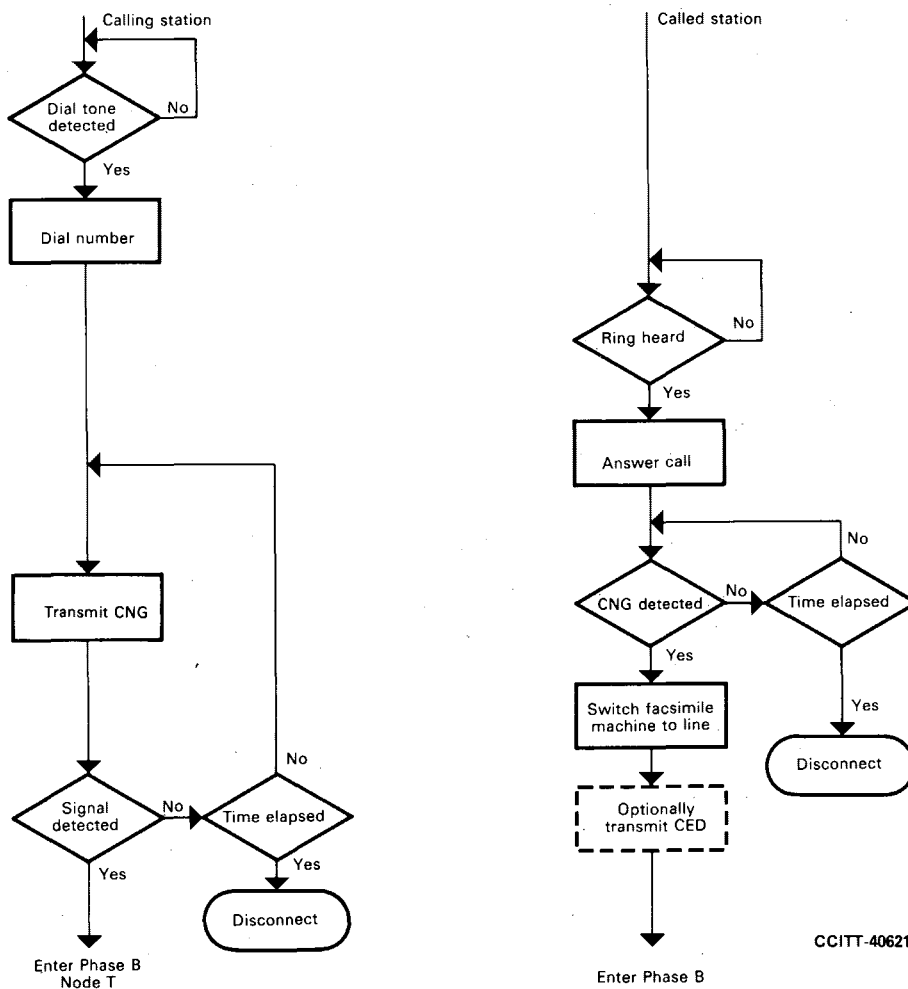 Calling station
Dial tone
detected
No
Yes
Dial number
Transmit CNG
Signal
detected
No
Time elapsed
No
Yes
Yes
Disconnect
Enter Phase B
Node T
Called station
Ring heard
No
Yes
Answer call
CNG detected
No
Time elapsed
No
Yes
Yes
Switch facsimile
machine to line
Disconnect
Optionally
transmit CED
Enter Phase B
CCITT-40621